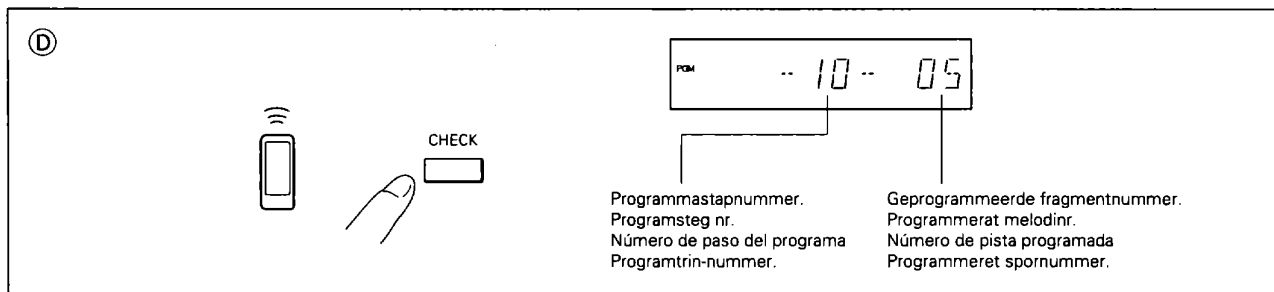 Ⓓ
PGM -- 10 -- 05
CHECK
Programmastapnummer.
Programsteg nr.
Número de paso del programa
Programtrin-nummer.
Geprogrammeerde fragmentnummer.
Programmerat melodinr.
Número de pista programada
Programmeret spornummer.